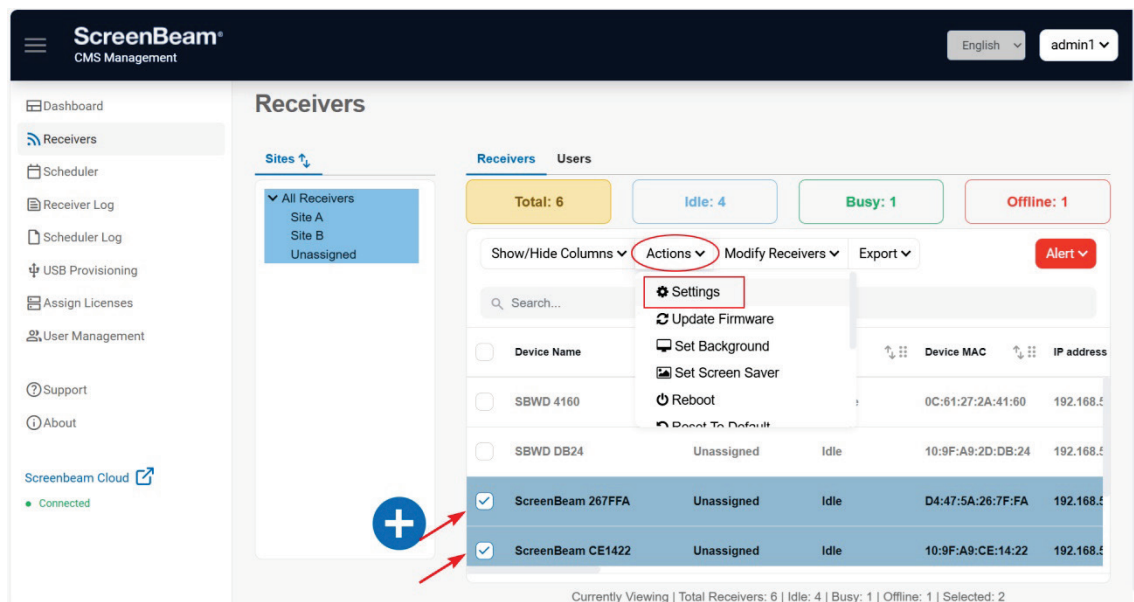 ScreenBeam®
CMS Management
English
admin1
Dashboard
Receivers
Scheduler
Receiver Log
Scheduler Log
USB Provisioning
Assign Licenses
User Management
Support
About
Screenbeam Cloud
Connected
Receivers
Sites
All Receivers
Site A
Site B
Unassigned
Receivers Users
Total: 6 Idle: 4 Busy: 1 Offline: 1
Show/Hide Columns Actions Modify Receivers Export Alert
Search...
Settings
Update Firmware
Set Background
Set Screen Saver
Reboot
Reset To Default
Device Name Device MAC IP address
SBWD 4160 0C:61:27:2A:41:60 192.168.5
SBWD DB24 Unassigned Idle 10:9F:A9:2D:DB:24 192.168.5
ScreenBeam 267FFA Unassigned Idle D4:47:5A:26:7F:FA 192.168.5
ScreenBeam CE1422 Unassigned Idle 10:9F:A9:CE:14:22 192.168.5
Currently Viewing | Total Receivers: 6 | Idle: 4 | Busy: 1 | Offline: 1 | Selected: 2